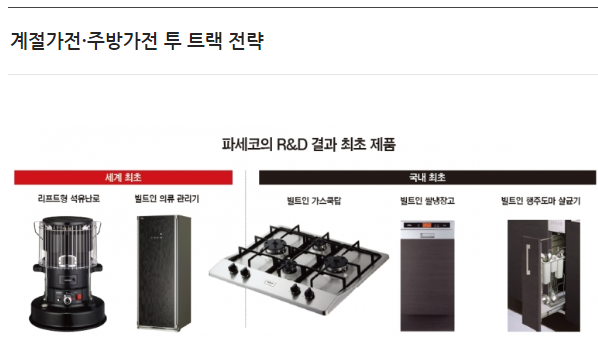 계절가전·주방가전 투 트랙 전략
파세코의 R&D 결과 최초 제품
세계 최초
국내 최초
리프트형 석유난로
빌트인 의류 관리기
빌트인 가스쿡탑
빌트인 쌀냉장고
빌트인 행주도마 살균기